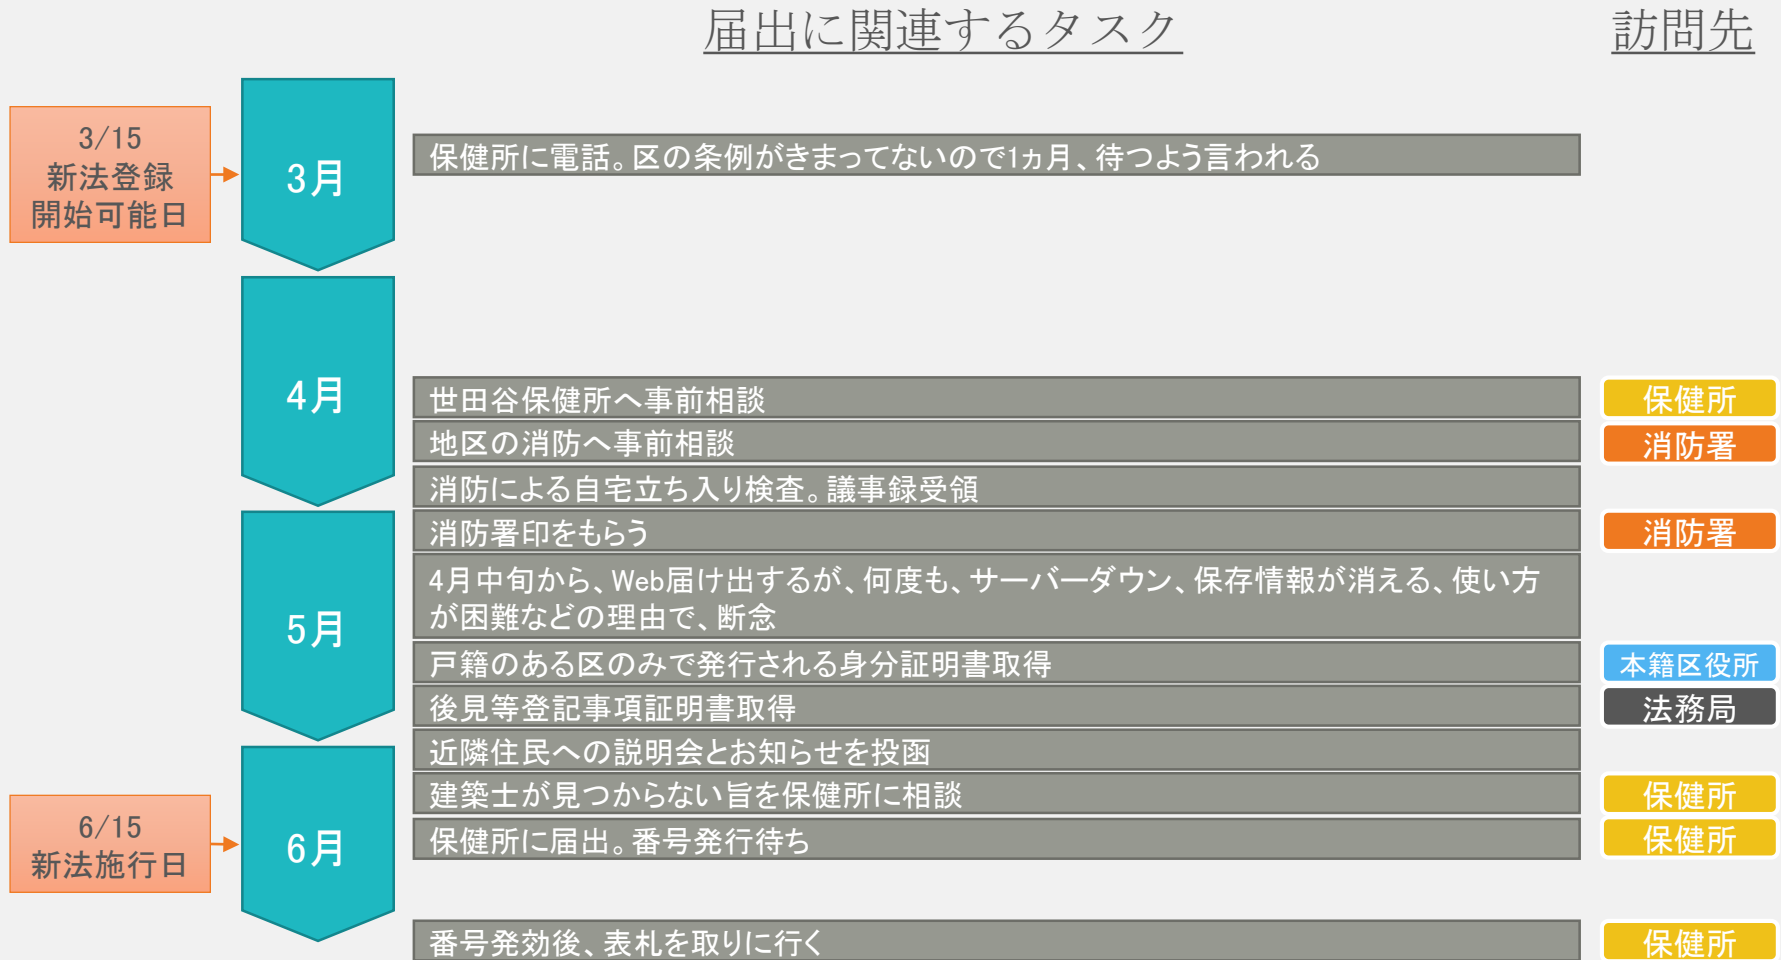 届出に関連するタスク
訪問先
3/15
新法登録
開始可能日
3月
保健所に電話。区の条例がきまってないので1ヵ月、待つよう言われる
4月
世田谷保健所へ事前相談
保健所
地区の消防へ事前相談
消防署
消防による自宅立ち入り検査。議事録受領
消防署印をもらう
消防署
5月
4月中旬から、Web届け出するが、何度も、サーバーダウン、保存情報が消える、使い方
が困難などの理由で、断念
戸籍のある区のみで発行される身分証明書取得
本籍区役所
後見等登記事項証明書取得
法務局
近隣住民への説明会とお知らせを投函
建築士が見つからない旨を保健所に相談
保健所
6/15
新法施行日
6月
保健所に届出。番号発行待ち
保健所
番号発効後、表札を取りに行く
保健所